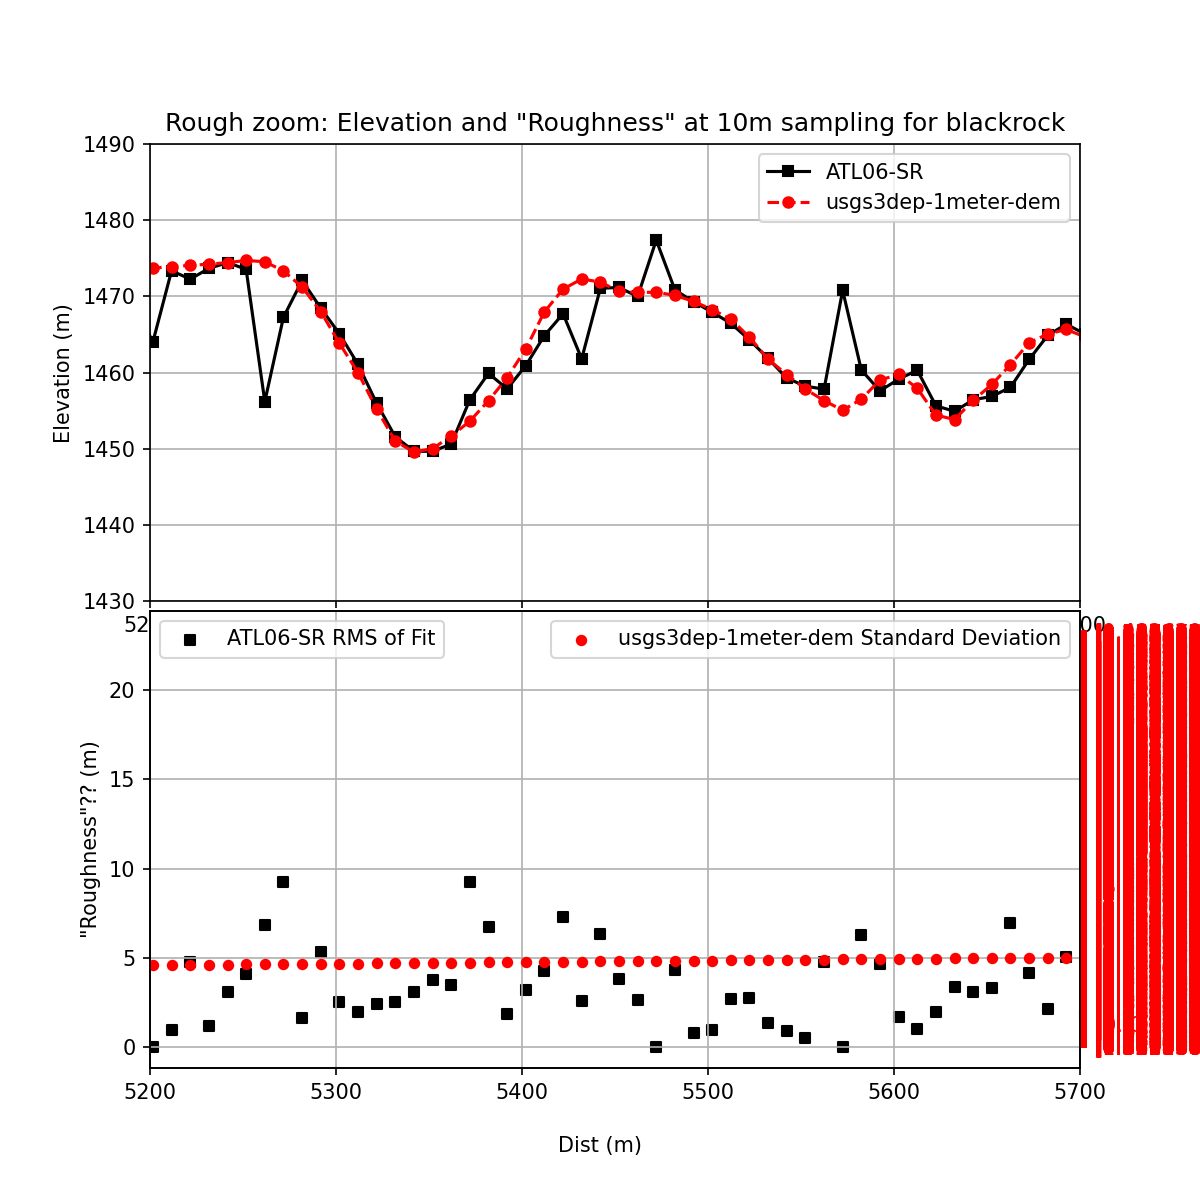 Rough zoom: Elevation and "Roughness" at 10m sampling for blackrock
1490
1480
1470
1460
1450
1440
1430
Elevation (m)
ATL06-SR
usgs3dep-1meter-dem
52
00
ATL06-SR RMS of Fit
usgs3dep-1meter-dem Standard Deviation
20
15
10
5
0
"Roughness"?? (m)
5200 5300 5400 5500 5600 5700
Dist (m)